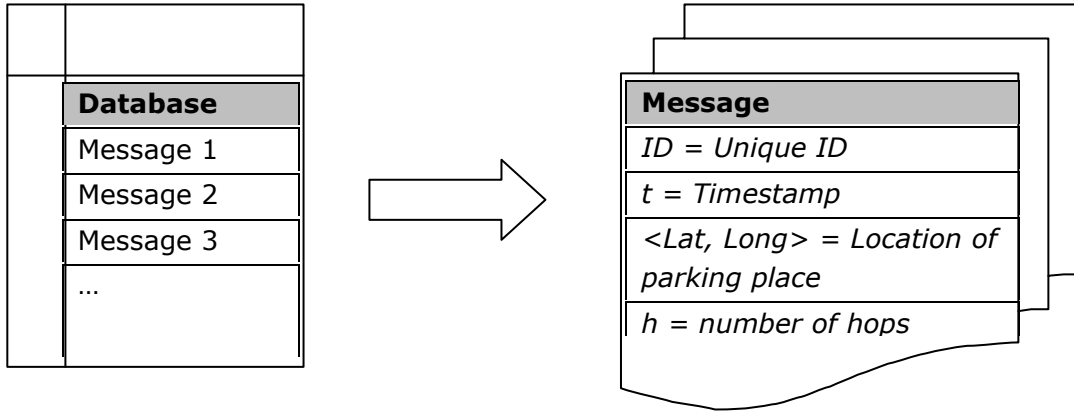 Database
Message 1
Message 2
Message 3
…
Message
ID = Unique ID
t = Timestamp
<Lat, Long> = Location of
parking place
h = number of hops